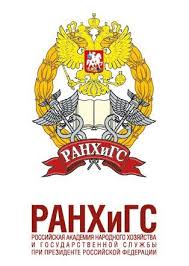 РАНХиГС
РАНХиГС
РОССИЙСКАЯ АКАДЕМИЯ НАРОДНОГО ХОЗЯЙСТВА
И ГОСУДАРСТВЕННОЙ СЛУЖБЫ
ПРИ ПРЕЗИДЕНТЕ РОССИЙСКОЙ ФЕДЕРАЦИИ